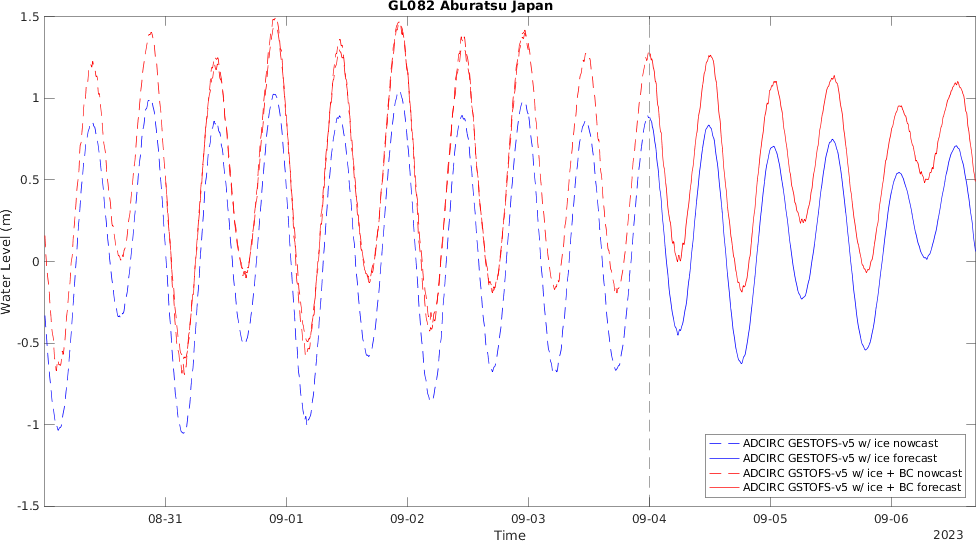 GL082 Aburatsu Japan
1.5
1
0.5
0
-0.5
-1
-1.5
Water Level (m)
ADCIRC GESTOFS-v5 w/ ice nowcast
ADCIRC GESTOFS-v5 w/ ice forecast
ADCIRC GSTOFS-v5 w/ ice + BC nowcast
ADCIRC GSTOFS-v5 w/ ice + BC forecast
08-31 09-01 09-02 09-03 09-04 09-05 09-06
Time
2023